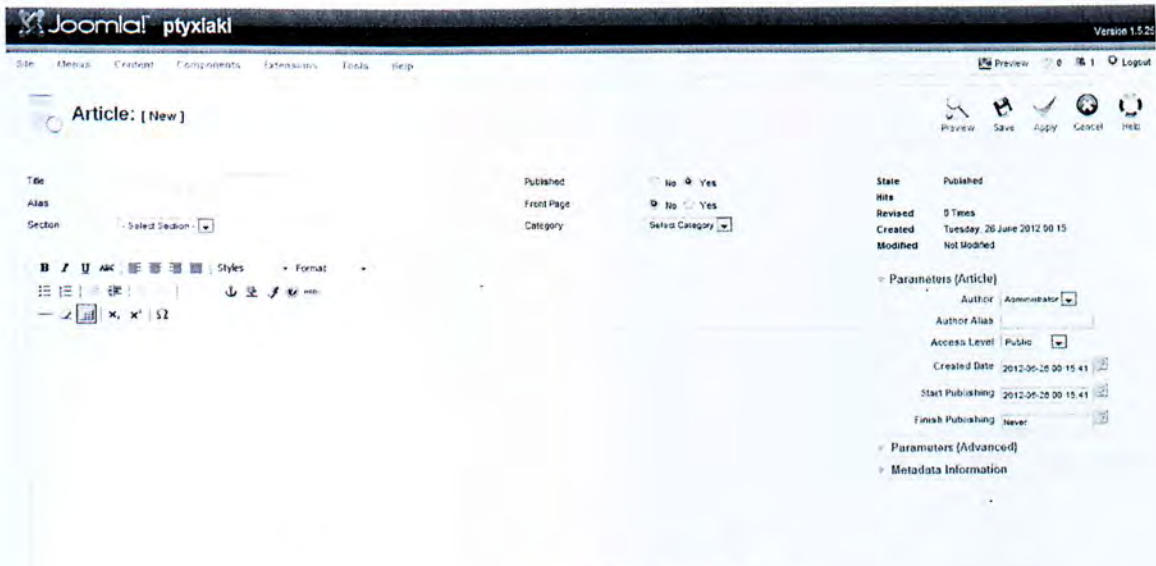 Joomla! ptyxiaki
Version 1.5.25
Site Menus Content Components Extensions Tools Help
Preview 0 1 Logout
Article: [ New ]
Preview Save Apply Cancel Help
Title
Published No Yes
State Published
Alias
Front Page No Yes
Hits
Section - Select Section -
Category Select Category
Revised 0 Times
Created Tuesday, 26 June 2012 00:15
Modified Not Modified
B I U ABC Styles Format
HTML
x, x' Ω
Parameters (Article)
Author Administrator
Author Alias
Access Level Public
Created Date 2012-06-26 00:15:41
Start Publishing 2012-06-26 00:15:41
Finish Publishing Never
Parameters (Advanced)
Metadata Information